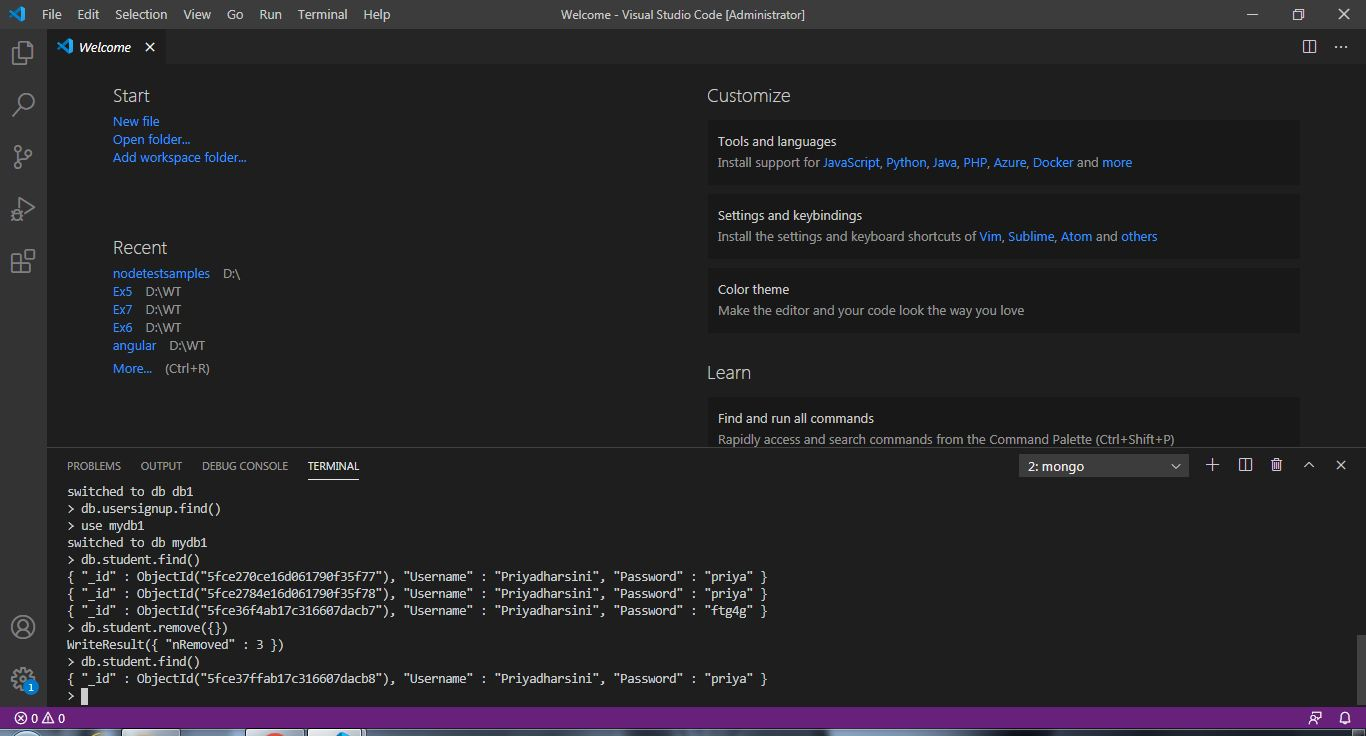 File Edit Selection View Go Run Terminal Help Welcome - Visual Studio Code [Administrator]
Welcome
Start
New file
Open folder...
Add workspace folder...
Recent
nodetestsamples D:\
Ex5 D:\WT
Ex7 D:\WT
Ex6 D:\WT
angular D:\WT
More... (Ctrl+R)
Customize
Tools and languages
Install support for JavaScript, Python, Java, PHP, Azure, Docker and more
Settings and keybindings
Install the settings and keyboard shortcuts of Vim, Sublime, Atom and others
Color theme
Make the editor and your code look the way you love
Learn
Find and run all commands
Rapidly access and search commands from the Command Palette (Ctrl+Shift+P)
PROBLEMS OUTPUT DEBUG CONSOLE TERMINAL 2: mongo
switched to db db1
> db.usersignup.find()
> use mydb1
switched to db mydb1
> db.student.find()
{ "_id" : ObjectId("5fce270ce16d061790f35f77"), "Username" : "Priyadharsini", "Password" : "priya" }
{ "_id" : ObjectId("5fce2784e16d061790f35f78"), "Username" : "Priyadharsini", "Password" : "priya" }
{ "_id" : ObjectId("5fce36f4ab17c316607dacb7"), "Username" : "Priyadharsini", "Password" : "ftg4g" }
> db.student.remove({})
WriteResult({ "nRemoved" : 3 })
> db.student.find()
{ "_id" : ObjectId("5fce37ffab17c316607dacb8"), "Username" : "Priyadharsini", "Password" : "priya" }
>
1
0 0